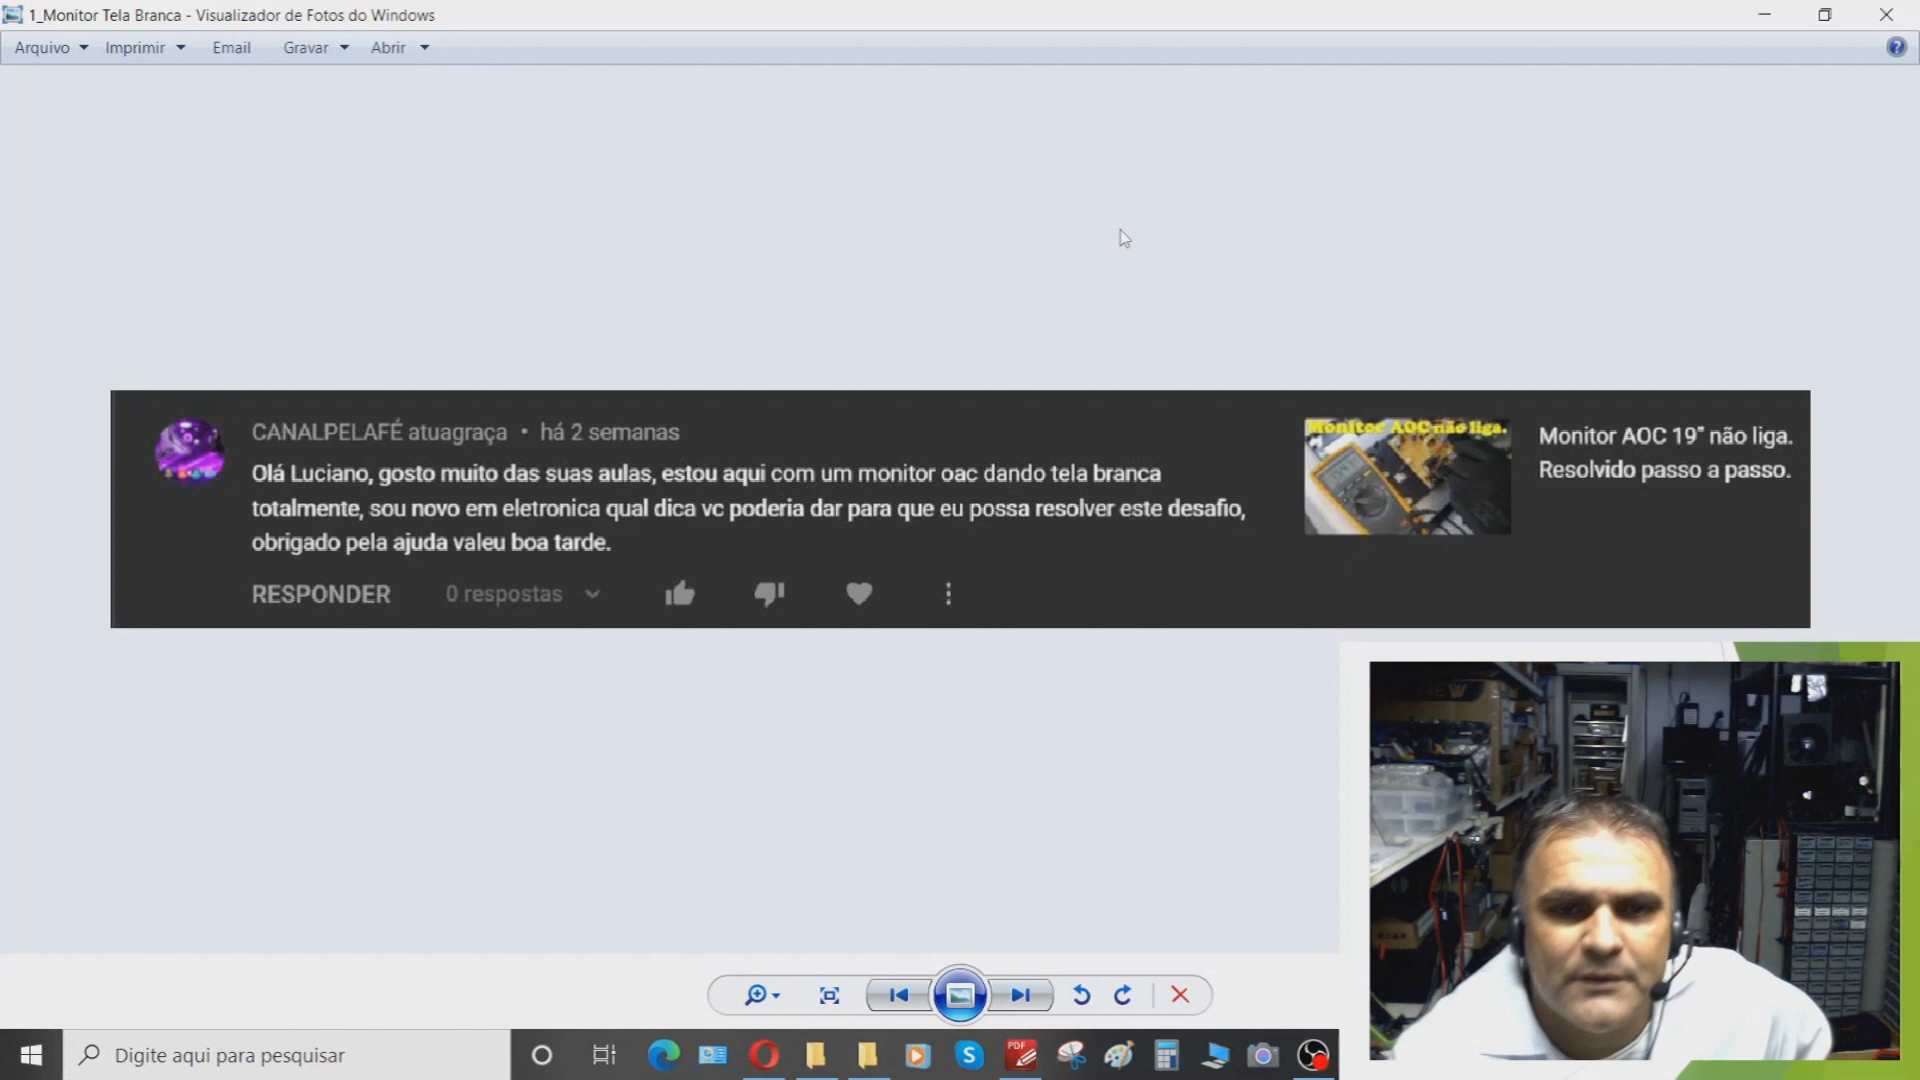 1_Monitor Tela Branca - Visualizador de Fotos do Windows
Arquivo Imprimir Email Gravar Abrir
CANALPELAFÉ atuagraça • há 2 semanas
Olá Luciano, gosto muito das suas aulas, estou aqui com um monitor oac dando tela branca
totalmente, sou novo em eletronica qual dica vc poderia dar para que eu possa resolver este desafio,
obrigado pela ajuda valeu boa tarde.
RESPONDER 0 respostas
Monitor AOC não liga.
Monitor AOC 19" não liga.
Resolvido passo a passo.
Digite aqui para pesquisar
PDF